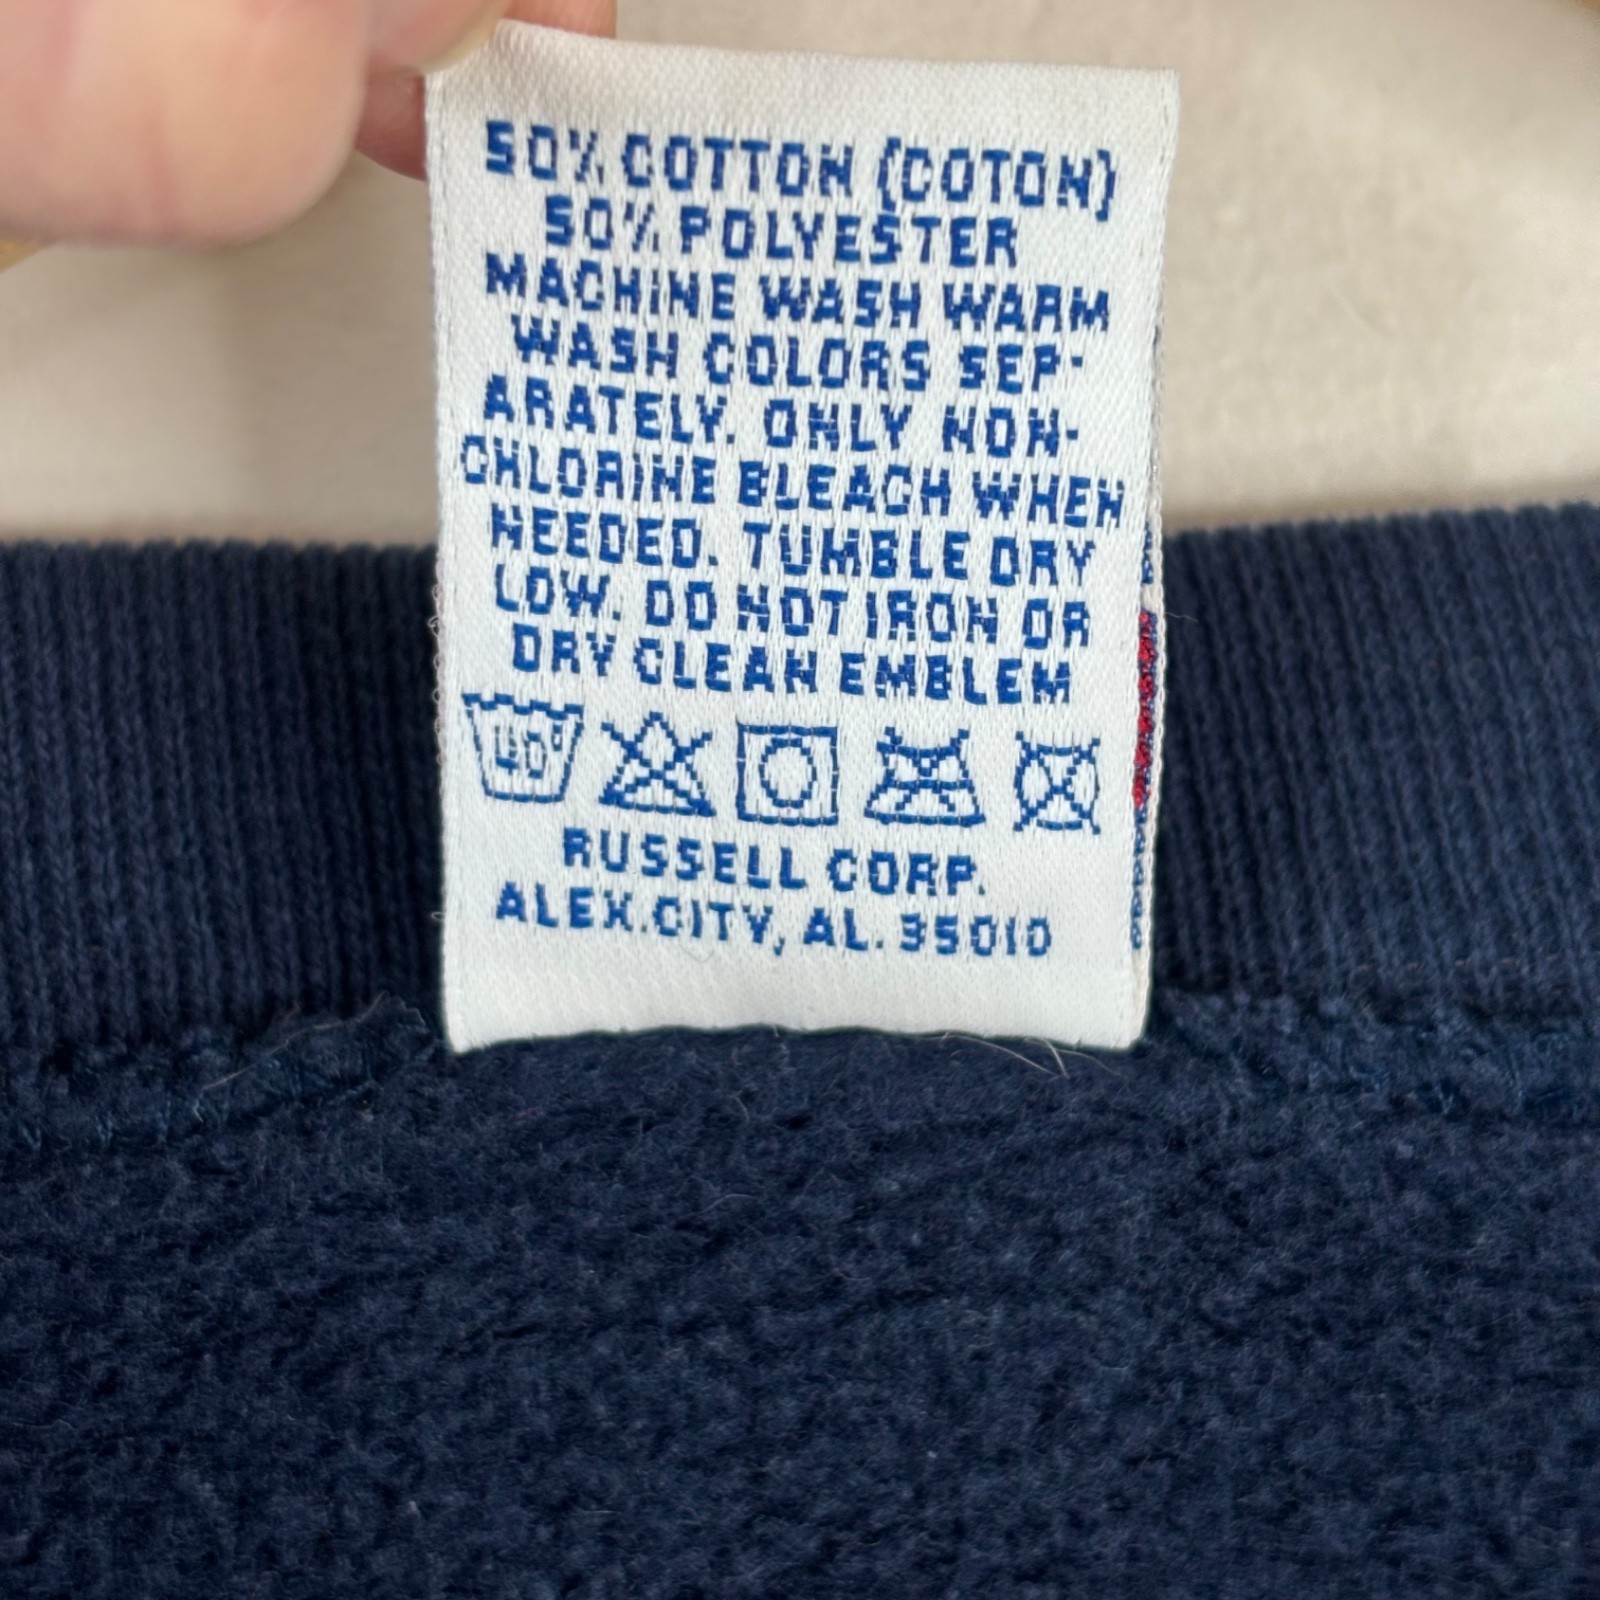 50% COTTON (COTON)
50% POLYESTER
MACHINE WASH WARM
WASH COLORS SEP-
ARATELY. ONLY NON-
CHLORINE BLEACH WHEN
NEEDED. TUMBLE DRY
LOW. DO NOT IRON OR
DRY CLEAN EMBLEM
40°
RUSSELL CORP.
ALEX.CITY, AL. 35010